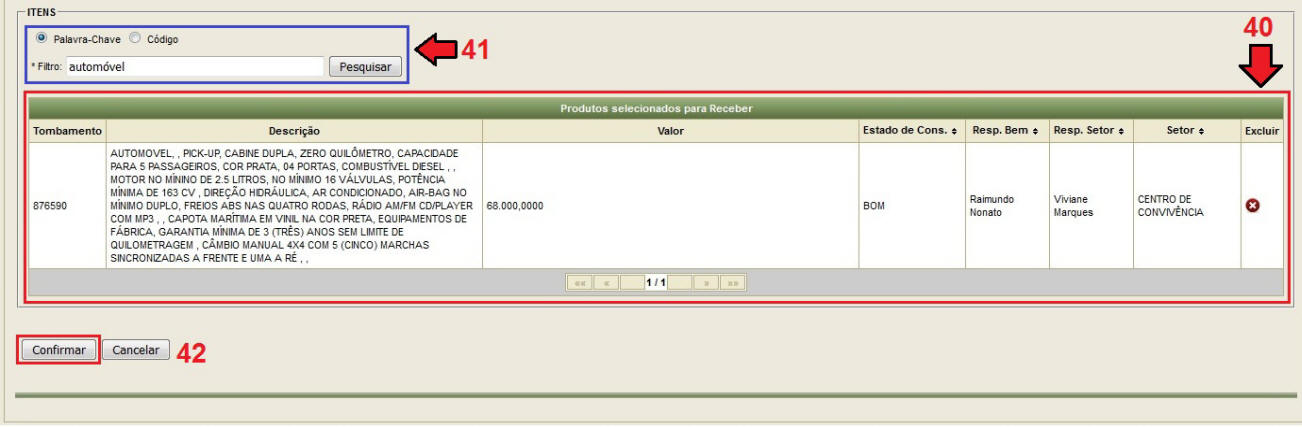 ITENS
Palavra-Chave Código
* Filtro: automóvel Pesquisar
41
40
Produtos selecionados para Receber
Tombamento Descrição Valor Estado de Cons. Resp. Bem Resp. Setor Setor Excluir
AUTOMOVEL, , PICK-UP, CABINE DUPLA, ZERO QUILÔMETRO, CAPACIDADE
PARA 5 PASSAGEIROS, COR PRATA, 04 PORTAS, COMBUSTÍVEL DIESEL , ,
MOTOR NO MÍNINO DE 2.5 LITROS, NO MÍNIMO 16 VÁLVULAS, POTÊNCIA
MÍNIMA DE 163 CV , DIREÇÃO HIDRÁULICA, AR CONDICIONADO, AIR-BAG NO
876590 MÍNIMO DUPLO, FREIOS ABS NAS QUATRO RODAS, RÁDIO AM/FM CD/PLAYER 68.000,0000 BOM Raimundo Nonato Viviane Marques CENTRO DE CONVIVÊNCIA
COM MP3 , , CAPOTA MARÍTIMA EM VINIL NA COR PRETA, EQUIPAMENTOS DE
FÁBRICA, GARANTIA MÍNIMA DE 3 (TRÊS) ANOS SEM LIMITE DE
QUILOMETRAGEM , CÂMBIO MANUAL 4X4 COM 5 (CINCO) MARCHAS
SINCRONIZADAS A FRENTE E UMA A RÉ , ,
«« « 1 / 1 » »»
Confirmar Cancelar 42